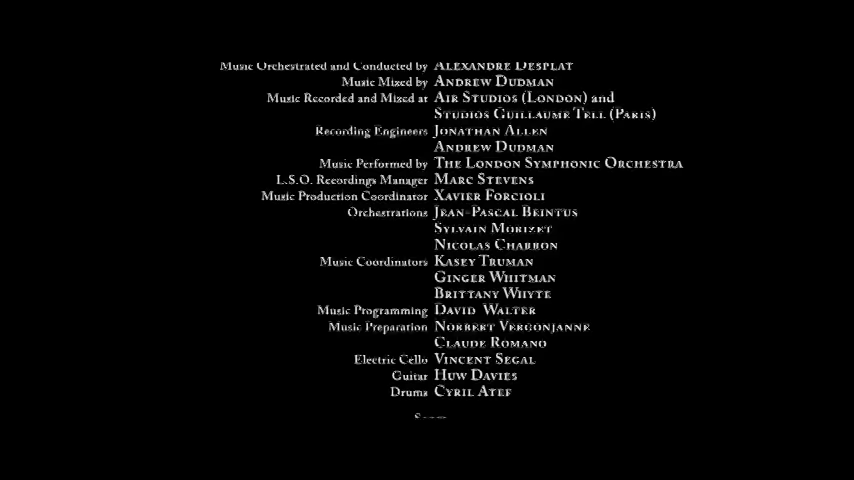 Music Orchestrated and Conducted by ALEXANDRE DESPLAT
Music Mixed by ANDREW DUDMAN
Music Recorded and Mixed at AIR STUDIOS (LONDON) and
STUDIOS GUILLAUME TELL (PARIS)
Recording Engineers JONATHAN ALLEN
ANDREW DUDMAN
Music Performed by THE LONDON SYMPHONIC ORCHESTRA
L.S.O. Recordings Manager MARC STEVENS
Music Production Coordinator XAVIER FORCIOLI
Orchestrations JEAN-PASCAL BEINTUS
SYLVAIN MORIZET
NICOLAS CHARRON
Music Coordinators KASEY TRUMAN
GINGER WHITMAN
BRITTANY WHYTE
Music Programming DAVID WALTER
Music Preparation NORBERT VERGONJANNE
CLAUDE ROMANO
Electric Cello VINCENT SEGAL
Guitar HUW DAVIES
Drums CYRIL ATEF